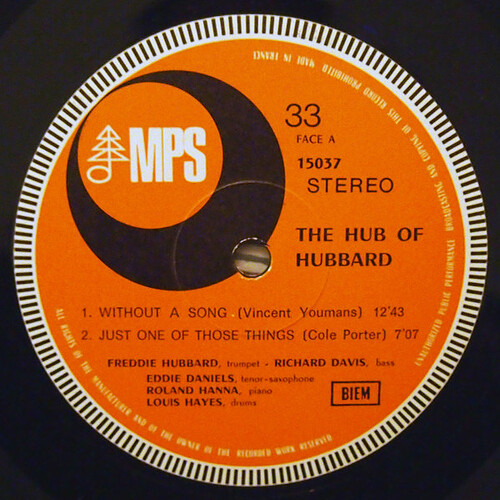 MPS
33
FACE A
15037
STEREO
THE HUB OF
HUBBARD
1. WITHOUT A SONG (Vincent Youmans) 12'43
2. JUST ONE OF THOSE THINGS (Cole Porter) 7'07
FREDDIE HUBBARD, trumpet - RICHARD DAVIS, bass
EDDIE DANIELS, tenor-saxophone
ROLAND HANNA, piano
LOUIS HAYES, drums
BIEM
ALL RIGHTS OF THE MANUFACTURER AND OF THE OWNER OF THE RECORDED WORK RESERVED
UNAUTHORIZED PUBLIC PERFORMANCE BROADCASTING AND COPYING OF THIS RECORD PROHIBITED MADE IN FRANCE